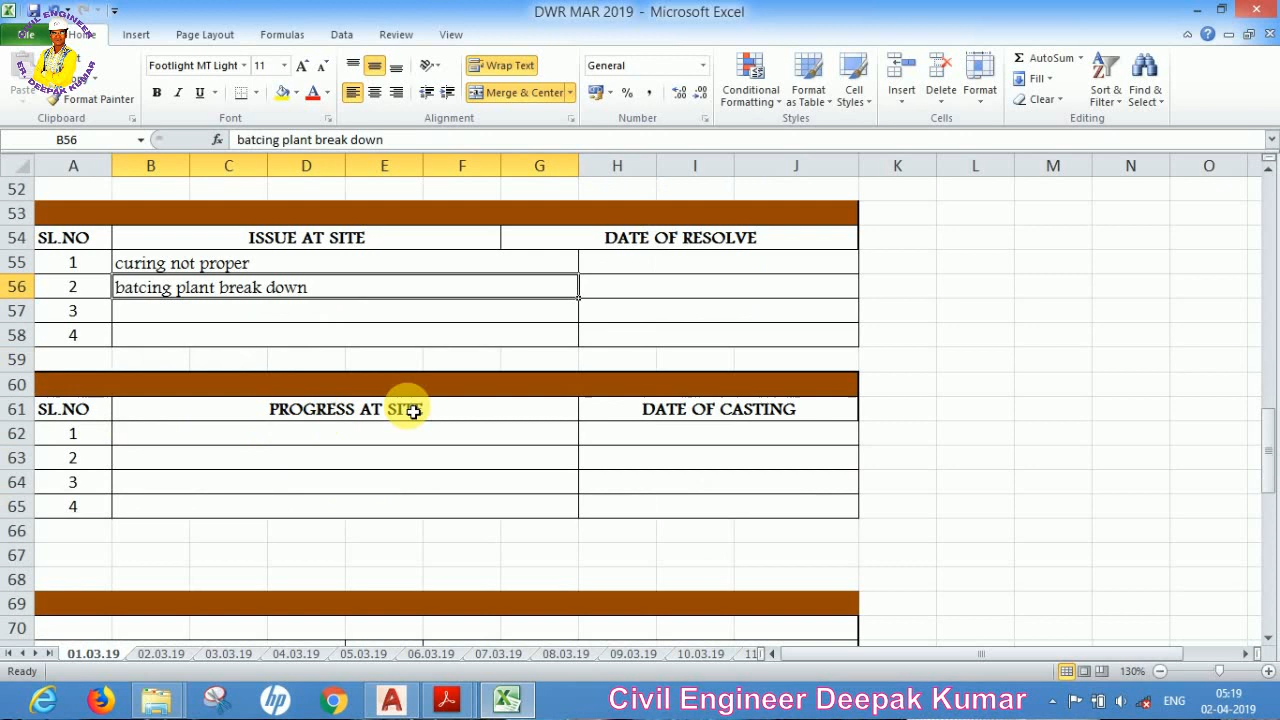 DWR MAR 2019 - Microsoft Excel
CIVIL ENGINEER
ER. DEEPAK KUMAR
File Home Insert Page Layout Formulas Data Review View
Footlight MT Light 11 A A Wrap Text General Σ AutoSum
Paste Format Painter B I U Merge & Center % , Conditional Formatting Format as Table Cell Styles Insert Delete Format Fill Clear Sort & Filter Find & Select
Clipboard Font Alignment Number Styles Cells Editing
B56 fx batcing plant break down
A B C D E F G H I J K L M N O
52
53
54 SL.NO ISSUE AT SITE DATE OF RESOLVE
55 1 curing not proper
56 2 batcing plant break down
57 3
58 4
59
60
61 SL.NO PROGRESS AT SITE DATE OF CASTING
62 1
63 2
64 3
65 4
66
67
68
69
70
01.03.19 02.03.19 03.03.19 04.03.19 05.03.19 06.03.19 07.03.19 08.03.19 09.03.19 10.03.19 11
Ready 130%
Civil Engineer Deepak Kumar ENG 05:19
02-04-2019